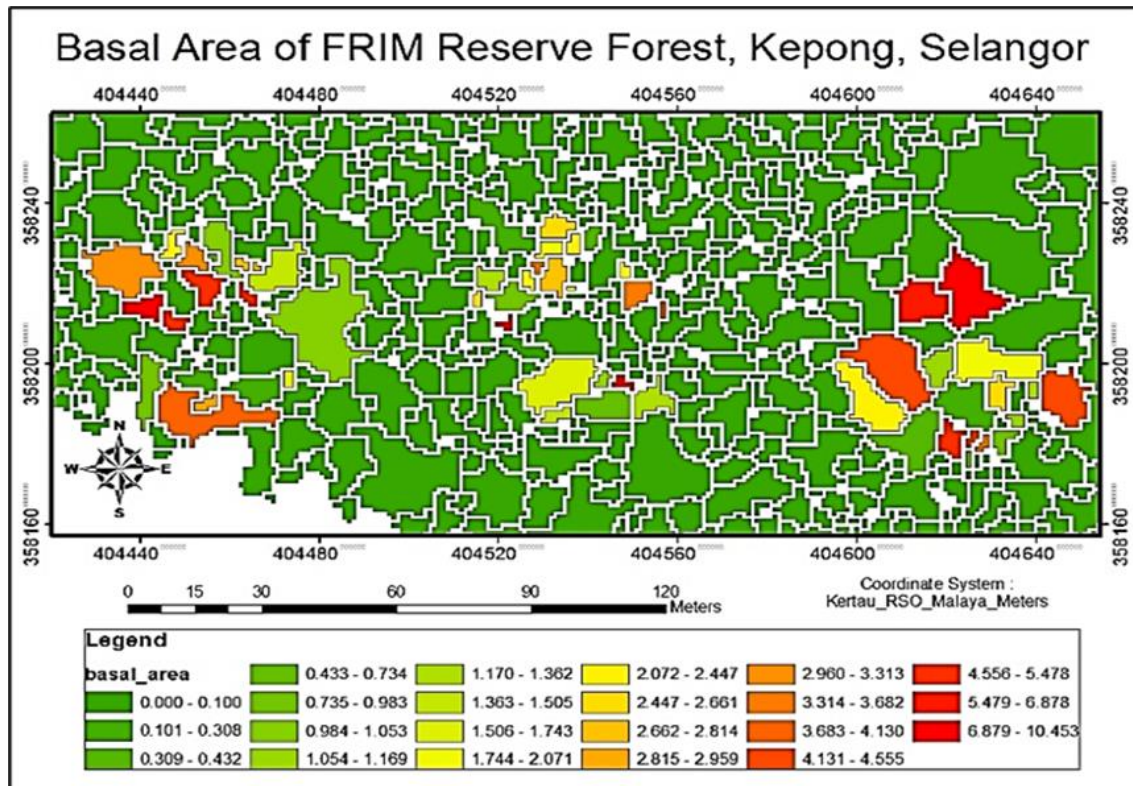 Basal Area of FRIM Reserve Forest, Kepong, Selangor
404440 404480 404520 404560 404600 404640
358240 358240
358200 358200
N
W E
S
358160 358160
404440 404480 404520 404560 404600 404640
0 15 30 60 90 120
Meters
Coordinate System :
Kertau_RSO_Malaya_Meters
Legend
basal_area
0.000 - 0.100
0.101 - 0.308
0.309 - 0.432
0.433 - 0.734
0.735 - 0.983
0.984 - 1.053
1.054 - 1.169
1.170 - 1.362
1.363 - 1.505
1.506 - 1.743
1.744 - 2.071
2.072 - 2.447
2.447 - 2.661
2.662 - 2.814
2.815 - 2.959
2.960 - 3.313
3.314 - 3.682
3.683 - 4.130
4.131 - 4.555
4.556 - 5.478
5.479 - 6.878
6.879 - 10.453